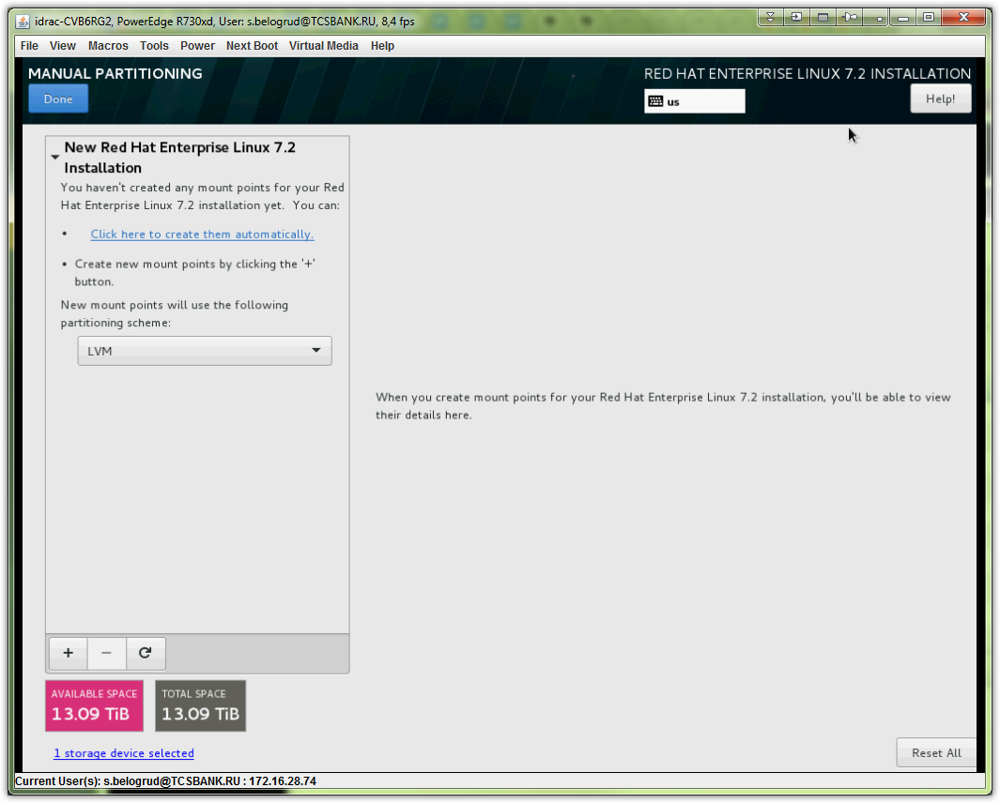 idrac-CVB6RG2, PowerEdge R730xd, User: s.belogrud@TCSBANK.RU, 8,4 fps
File View Macros Tools Power Next Boot Virtual Media Help
MANUAL PARTITIONING
RED HAT ENTERPRISE LINUX 7.2 INSTALLATION
Done
us
Help!
New Red Hat Enterprise Linux 7.2
Installation
You haven't created any mount points for your Red
Hat Enterprise Linux 7.2 installation yet. You can:
• Click here to create them automatically.
• Create new mount points by clicking the '+'
button.
New mount points will use the following
partitioning scheme:
LVM
When you create mount points for your Red Hat Enterprise Linux 7.2 installation, you'll be able to view
their details here.
+ −
AVAILABLE SPACE
13.09 TiB
TOTAL SPACE
13.09 TiB
1 storage device selected
Reset All
Current User(s): s.belogrud@TCSBANK.RU : 172.16.28.74